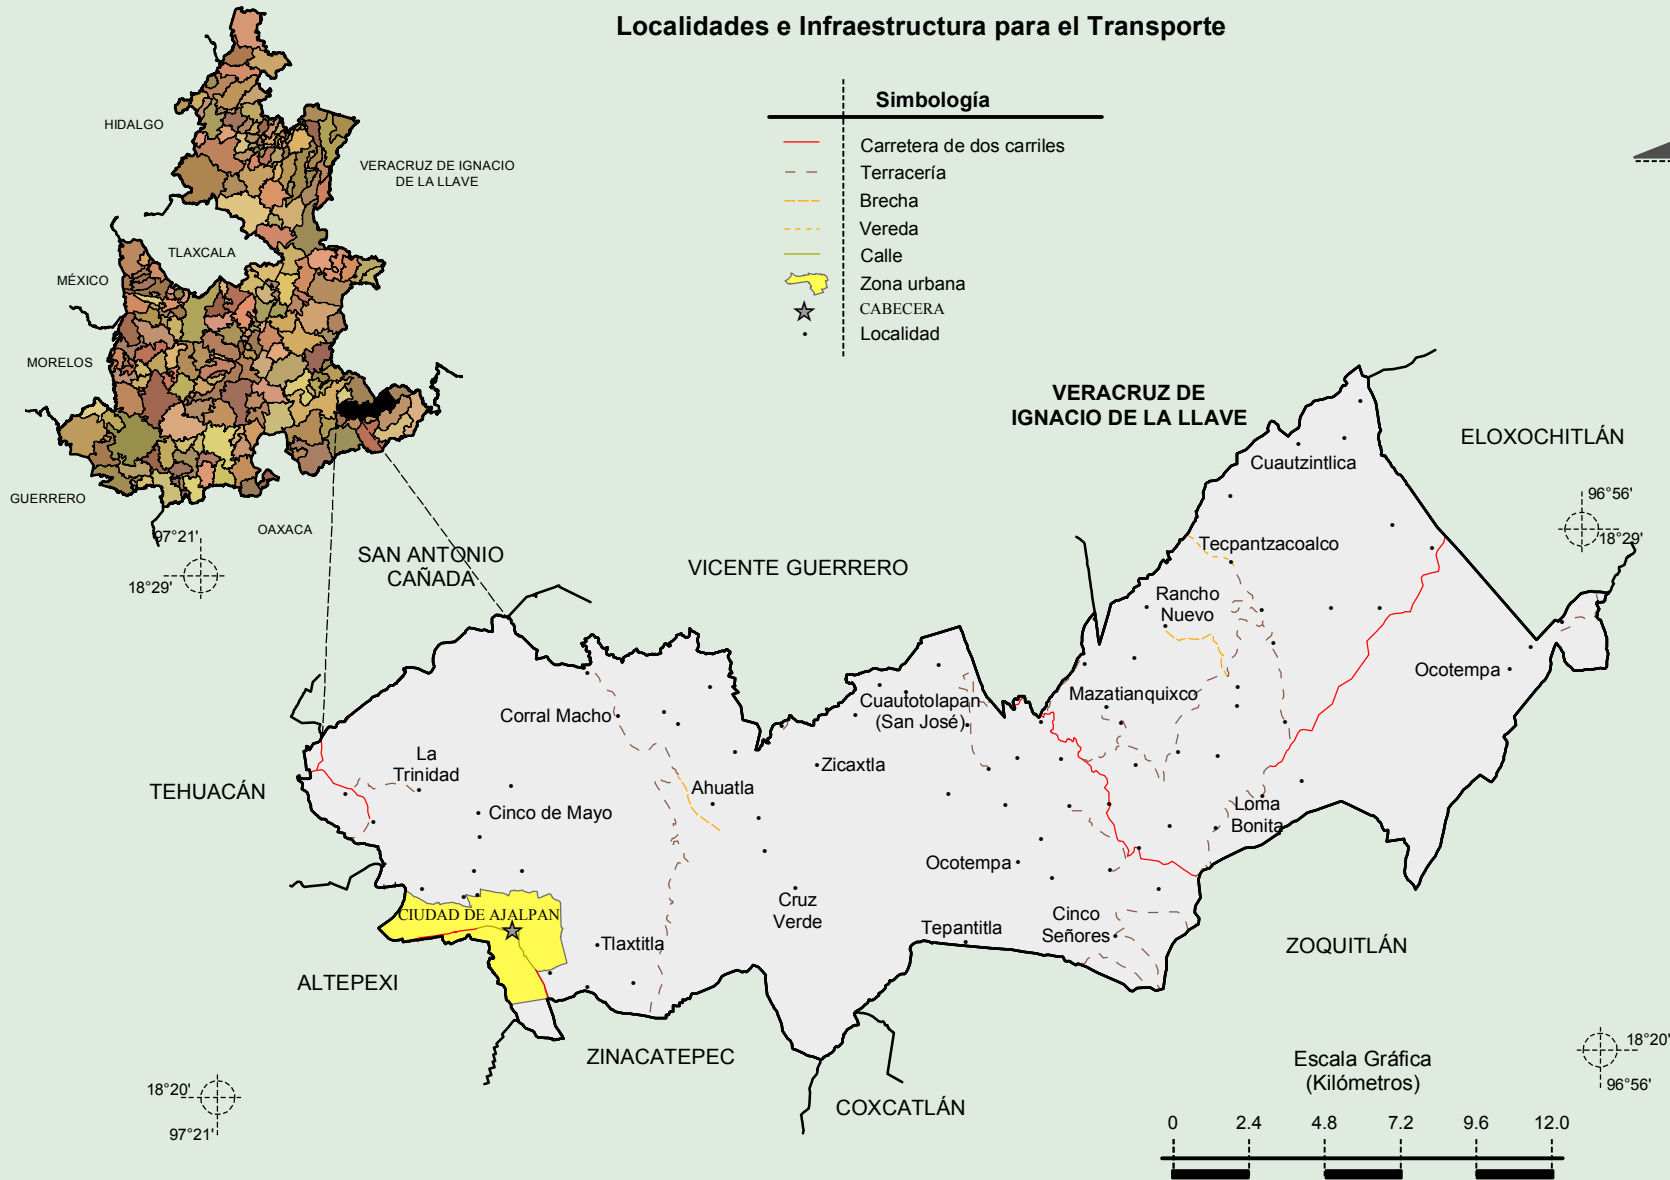 Localidades e Infraestructura para el Transporte
Simbología
Carretera de dos carriles
Terracería
Brecha
Vereda
Calle
Zona urbana
CABECERA
Localidad
HIDALGO
VERACRUZ DE IGNACIO
DE LA LLAVE
TLAXCALA
MÉXICO
MORELOS
GUERRERO
OAXACA
97°21'
18°29'
SAN ANTONIO
CAÑADA
VICENTE GUERRERO
VERACRUZ DE
IGNACIO DE LA LLAVE
ELOXOCHITLÁN
96°56'
18°29'
Cuautzintlica
Tecpantzacoalco
Rancho
Nuevo
Ocotempa
Mazatianquixco
Cuautotolapan
(San José)
Corral Macho
La
Trinidad
Zicaxtla
Ahuatla
Cinco de Mayo
Loma
Bonita
Ocotempa
Cruz
Verde
Cinco
Señores
Tepantitla
CIUDAD DE AJALPAN
Tlaxtitla
TEHUACÁN
ALTEPEXI
ZINACATEPEC
COXCATLÁN
ZOQUITLÁN
18°20'
97°21'
18°20'
96°56'
Escala Gráfica
(Kilómetros)
0 2.4 4.8 7.2 9.6 12.0